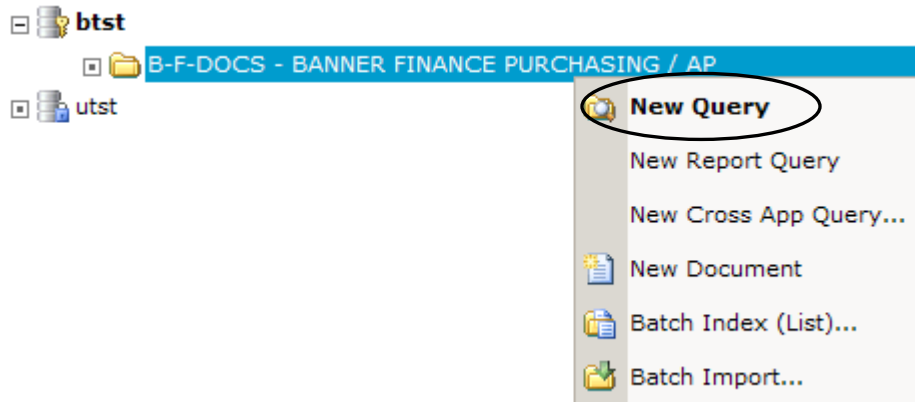 btst
B-F-DOCS - BANNER FINANCE PURCHASING / AP
utst
New Query
New Report Query
New Cross App Query...
New Document
Batch Index (List)...
Batch Import...